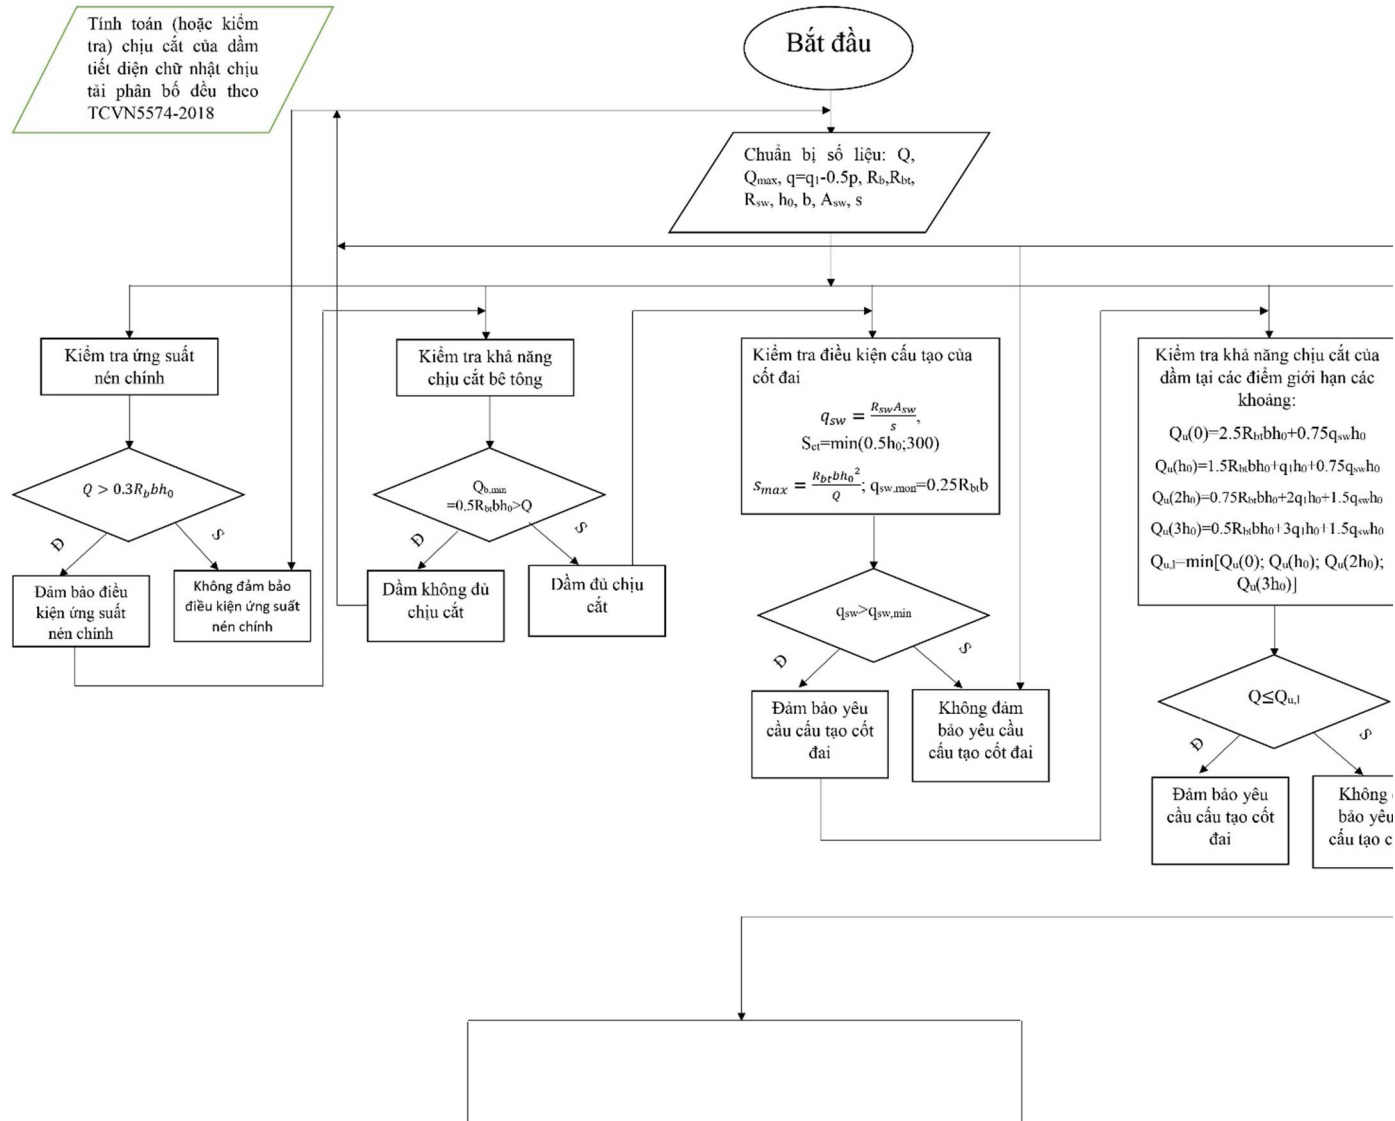 Tính toán (hoặc kiểm
tra) chịu cắt của dầm
tiết diện chữ nhật chịu
tải phân bố đều theo
TCVN5574-2018
Bắt đầu
Chuẩn bị số liệu: Q,
Qmax, q=q1-0.5p, Rb,Rbt,
Rsw, h0, b, Asw, s
Kiểm tra ứng suất
nén chính
Q > 0.3Rbbh0
Đ
S
Đảm bảo điều
kiện ứng suất
nén chính
Không đảm bảo
điều kiện ứng suất
nén chính
Kiểm tra khả năng
chịu cắt bê tông
Qb,min
=0.5Rbtbh0>Q
Đ
S
Dầm không đủ
chịu cắt
Dầm đủ chịu
cắt
Kiểm tra điều kiện cấu tạo của
cốt đai
qsw = RswAsw/s,
Sct=min(0.5h0;300)
smax = Rbtbh0²/Q; qsw,mon=0.25Rbtb
qsw>qsw,min
Đ
S
Đảm bảo yêu
cầu cấu tạo cốt
đai
Không đảm
bảo yêu cầu
cấu tạo cốt đai
Kiểm tra khả năng chịu cắt của
dầm tại các điểm giới hạn các
khoảng:
Qu(0)=2.5Rbtbh0+0.75qswh0
Qu(h0)=1.5Rbtbh0+q1h0+0.75qswh0
Qu(2h0)=0.75Rbtbh0+2q1h0+1.5qswh0
Qu(3h0)=0.5Rbtbh0+3q1h0+1.5qswh0
Qu,1=min[Qu(0); Qu(h0); Qu(2h0);
Qu(3h0)]
Q≤Qu,1
Đ
S
Đảm bảo yêu
cầu cấu tạo cốt
đai
Không
bảo yêu
cấu tạo